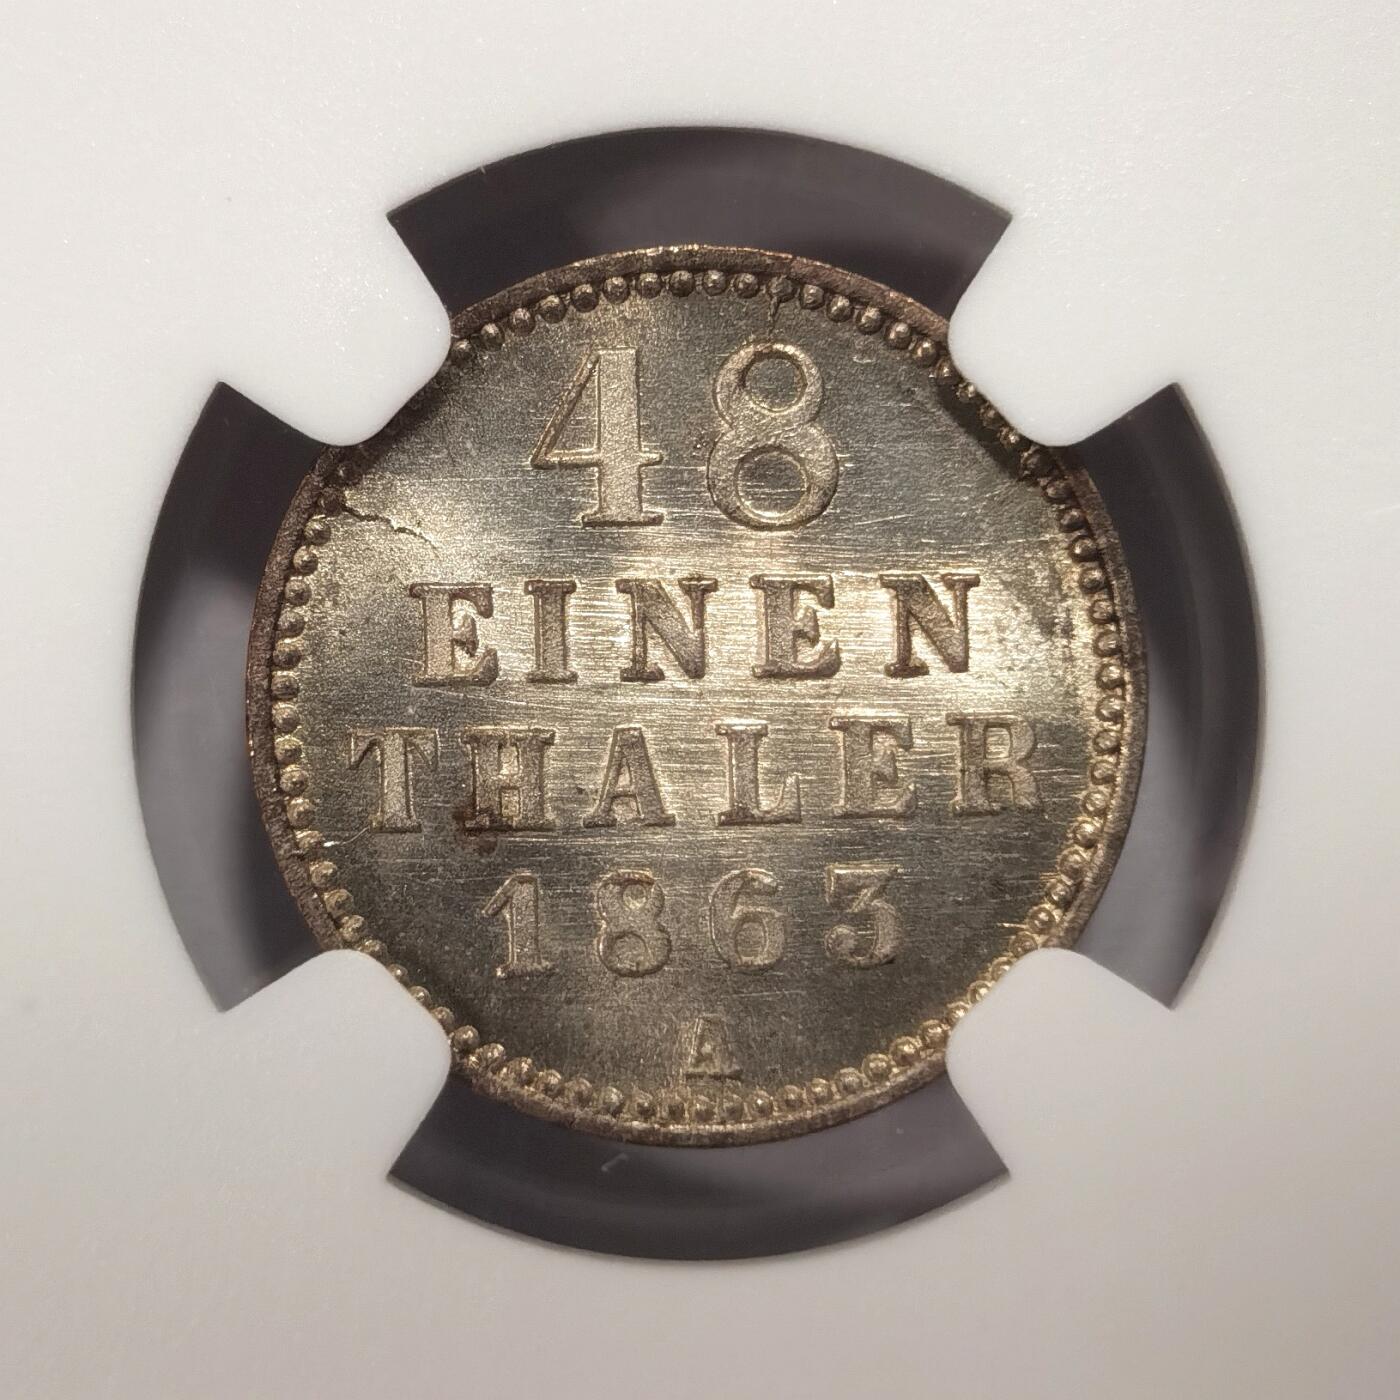 48
EINEN
THALER
1863
A